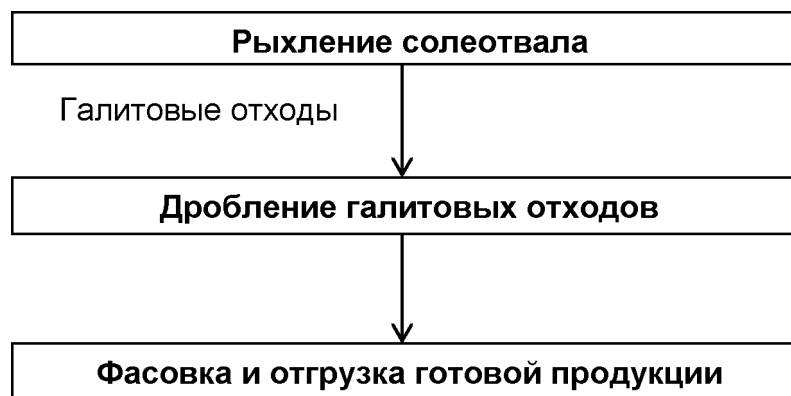 Рыхление солеотвала
Галитовые отходы
Дробление галитовых отходов
Фасовка и отгрузка готовой продукции